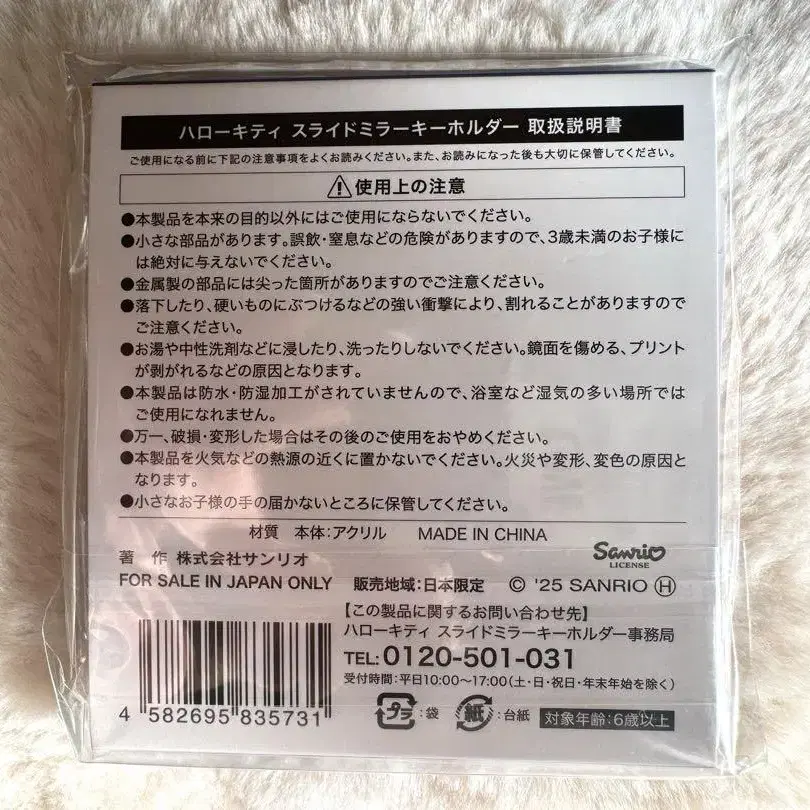 ハローキティ スライドミラーキーホルダー 取扱説明書
ご使用になる前に下記の注意事項をよくお読みください。また、お読みになった後も大切に保管してください。
⚠使用上の注意
●本製品を本来の目的以外にはご使用にならないでください。
●小さな部品があります。誤飲・窒息などの危険がありますので、3歳未満のお子様に
は絶対に与えないでください。
●金属製の部品には尖った箇所がありますのでご注意ください。
●落下したり、硬いものにぶつけるなどの強い衝撃により、割れることがありますので
ご注意ください。
●お湯や中性洗剤などに浸したり、洗ったりしないでください。鏡面を傷める、プリント
が剥がれるなどの原因となります。
●本製品は防水・防湿加工がされていませんので、浴室など湿気の多い場所では
ご使用になれません。
●万一、破損・変形した場合はその後のご使用をおやめください。
●本製品を火気などの熱源の近くに置かないでください。火災や変形、変色の原因と
なります。
●小さなお子様の手の届かないところに保管してください。
材質 本体:アクリル MADE IN CHINA
著 作 株式会社サンリオ
Sanrio
LICENSE
FOR SALE IN JAPAN ONLY 販売地域:日本限定 © '25 SANRIO Ⓗ
【この製品に関するお問い合わせ先】
ハローキティ スライドミラーキーホルダー事務局
TEL:0120-501-031
受付時間:平日10:00〜17:00(土・日・祝日・年末年始を除く)
4 582695 835731
プラ:袋 紙:台紙 対象年齢:6歳以上